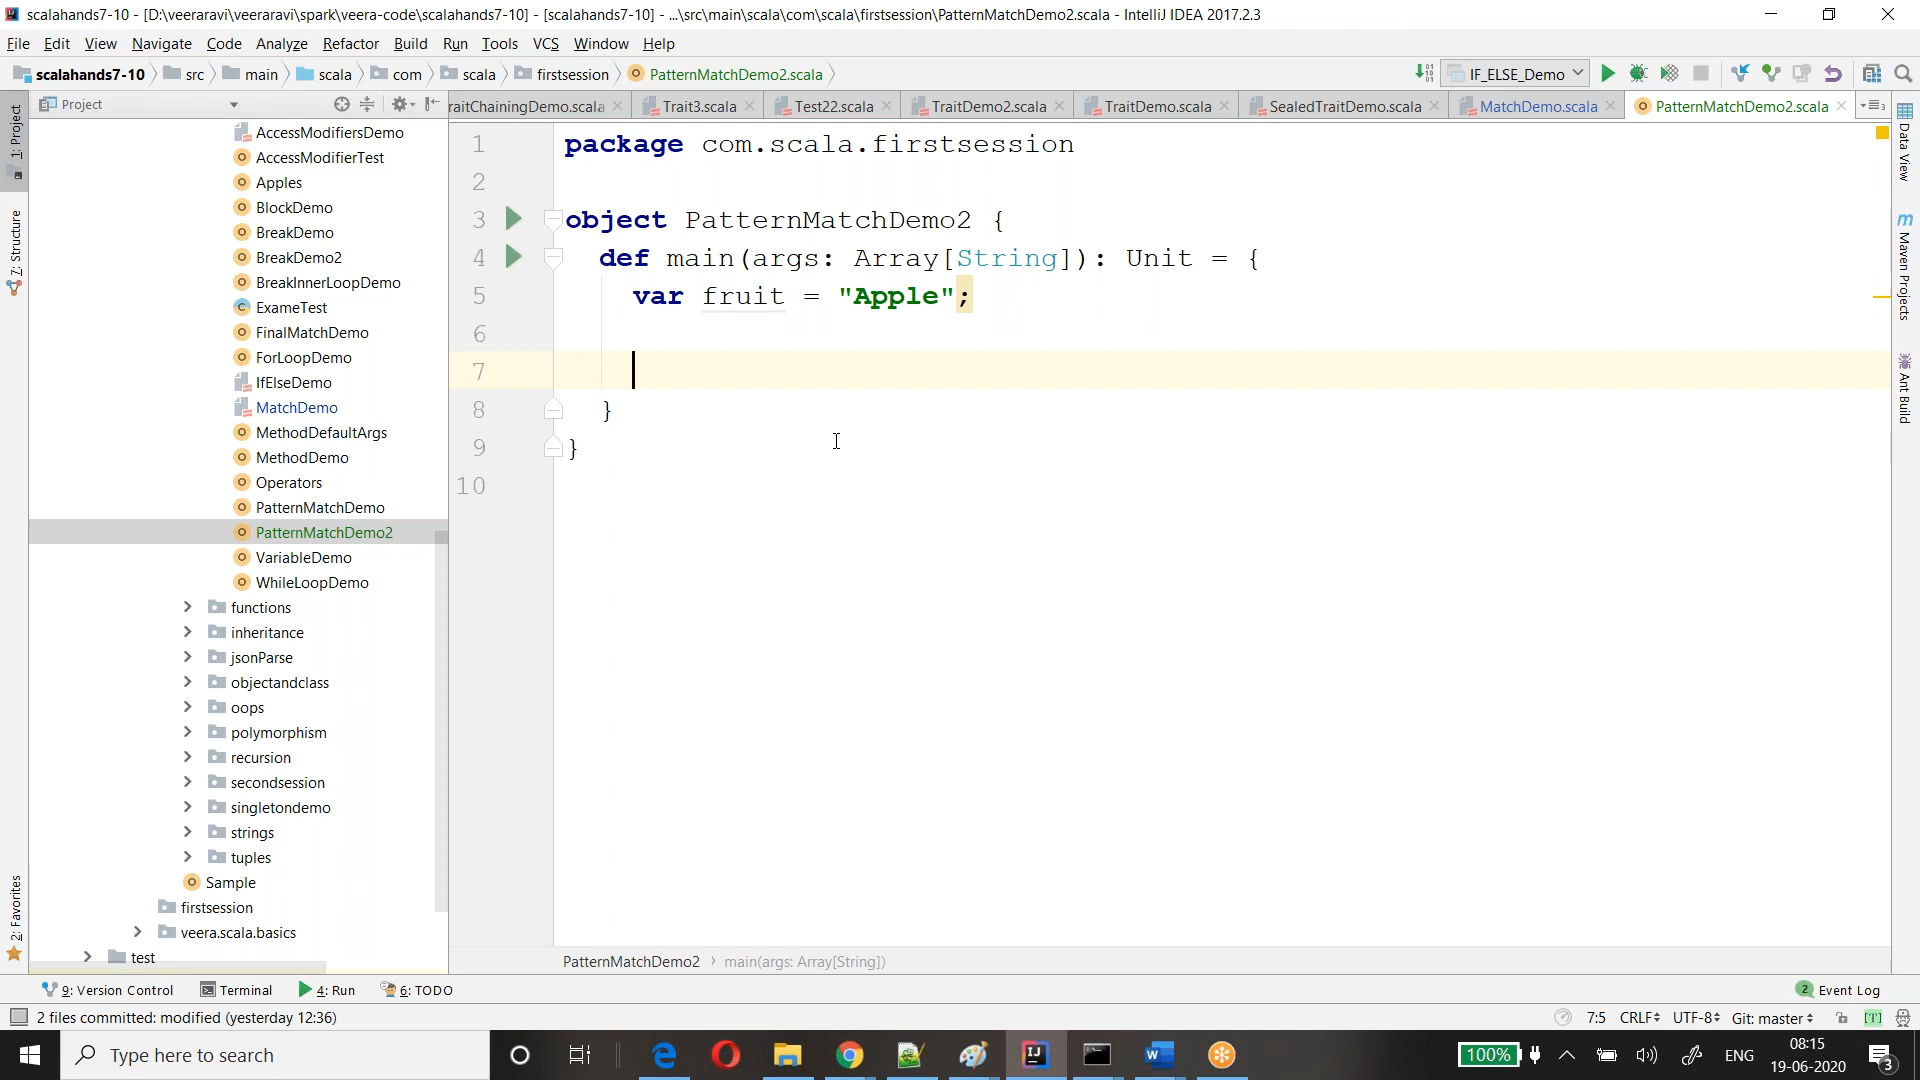 scalahands7-10 - [D:\veeraravi\veeraravi\spark\veera-code\scalahands7-10] - [scalahands7-10] - ...\src\main\scala\com\scala\firstsession\PatternMatchDemo2.scala - IntelliJ IDEA 2017.2.3
File Edit View Navigate Code Analyze Refactor Build Run Tools VCS Window Help
scalahands7-10 src main scala com scala firstsession PatternMatchDemo2.scala IF_ELSE_Demo
Project
raitChainingDemo.scala Trait3.scala Test22.scala TraitDemo2.scala TraitDemo.scala SealedTraitDemo.scala MatchDemo.scala PatternMatchDemo2.scala
1: Project
7: Structure
2: Favorites
AccessModifiersDemo
AccessModifierTest
Apples
BlockDemo
BreakDemo
BreakDemo2
BreakInnerLoopDemo
ExameTest
FinalMatchDemo
ForLoopDemo
IfElseDemo
MatchDemo
MethodDefaultArgs
MethodDemo
Operators
PatternMatchDemo
PatternMatchDemo2
VariableDemo
WhileLoopDemo
functions
inheritance
jsonParse
objectandclass
oops
polymorphism
recursion
secondsession
singletondemo
strings
tuples
Sample
firstsession
veera.scala.basics
test
1 package com.scala.firstsession
2
3 object PatternMatchDemo2 {
4 def main(args: Array[String]): Unit = {
5 var fruit = "Apple";
6
7
8 }
9 }
10
PatternMatchDemo2 › main(args: Array[String])
Data View
Maven Projects
Ant Build
9: Version Control Terminal 4: Run 6: TODO 2 Event Log
2 files committed: modified (yesterday 12:36) 7:5 CRLF UTF-8 Git: master [T]
Type here to search 100% ENG 08:15
19-06-2020 3